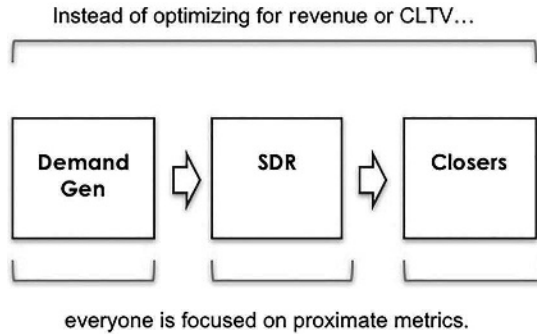 Instead of optimizing for revenue or CLTV…
Demand
Gen
SDR
Closers
everyone is focused on proximate metrics.